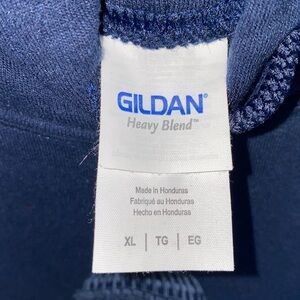 GILDAN®
Heavy Blend™
Made in Honduras
Fabriqué au Honduras
Hecho en Honduras
XL | TG | EG